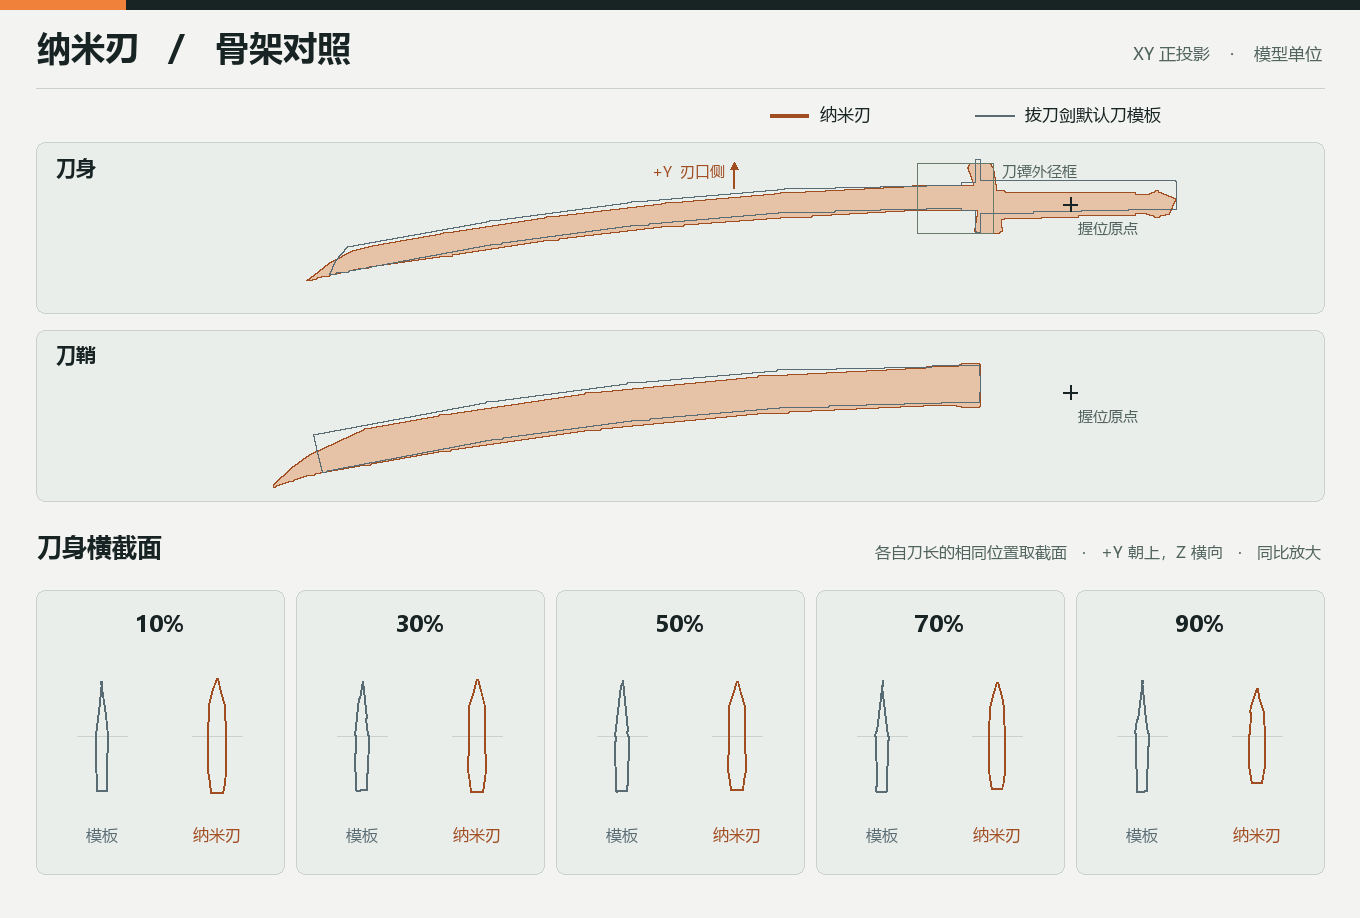 纳米刃 / 骨架对照
XY 正投影 · 模型单位
纳米刃
拔刀剑默认刀模板
刀身
+Y 刃口侧
刀镡外径框
握位原点
刀鞘
握位原点
刀身横截面
各自刀长的相同位置取截面 · +Y 朝上, Z 横向 · 同比放大
10%
30%
50%
70%
90%
模板
纳米刃
模板
纳米刃
模板
纳米刃
模板
纳米刃
模板
纳米刃